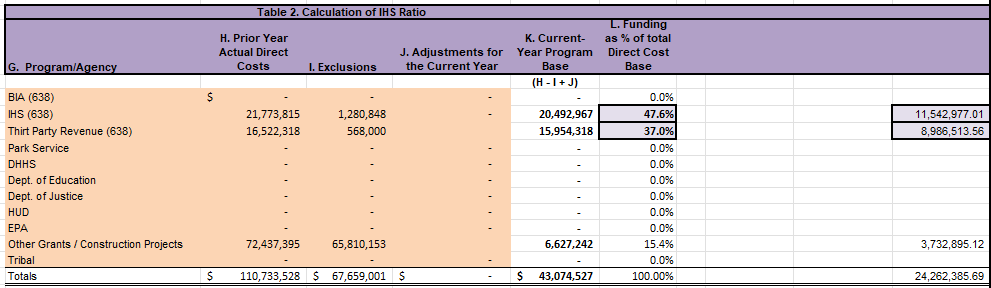 Table 2. Calculation of IHS Ratio
G. Program/Agency H. Prior Year Actual Direct Costs I. Exclusions J. Adjustments for the Current Year K. Current-Year Program Base L. Funding as % of total Direct Cost Base
(H - I + J)
BIA (638) $ - - - - 0.0%
IHS (638) 21,773,815 1,280,848 - 20,492,967 47.6% 11,542,977.01
Thirt Party Revenue (638) 16,522,318 568,000 - 15,954,318 37.0% 8,986,513.56
Park Service - - - - 0.0%
DHHS - - - - 0.0%
Dept. of Education - - - - 0.0%
Dept. of Justice - - - - 0.0%
HUD - - - - 0.0%
EPA - - - - 0.0%
Other Grants / Construction Projects 72,437,395 65,810,153 - 6,627,242 15.4% 3,732,895.12
Tribal - - - - 0.0%
Totals $ 110,733,528 $ 67,659,001 $ - $ 43,074,527 100.00% 24,262,385.69